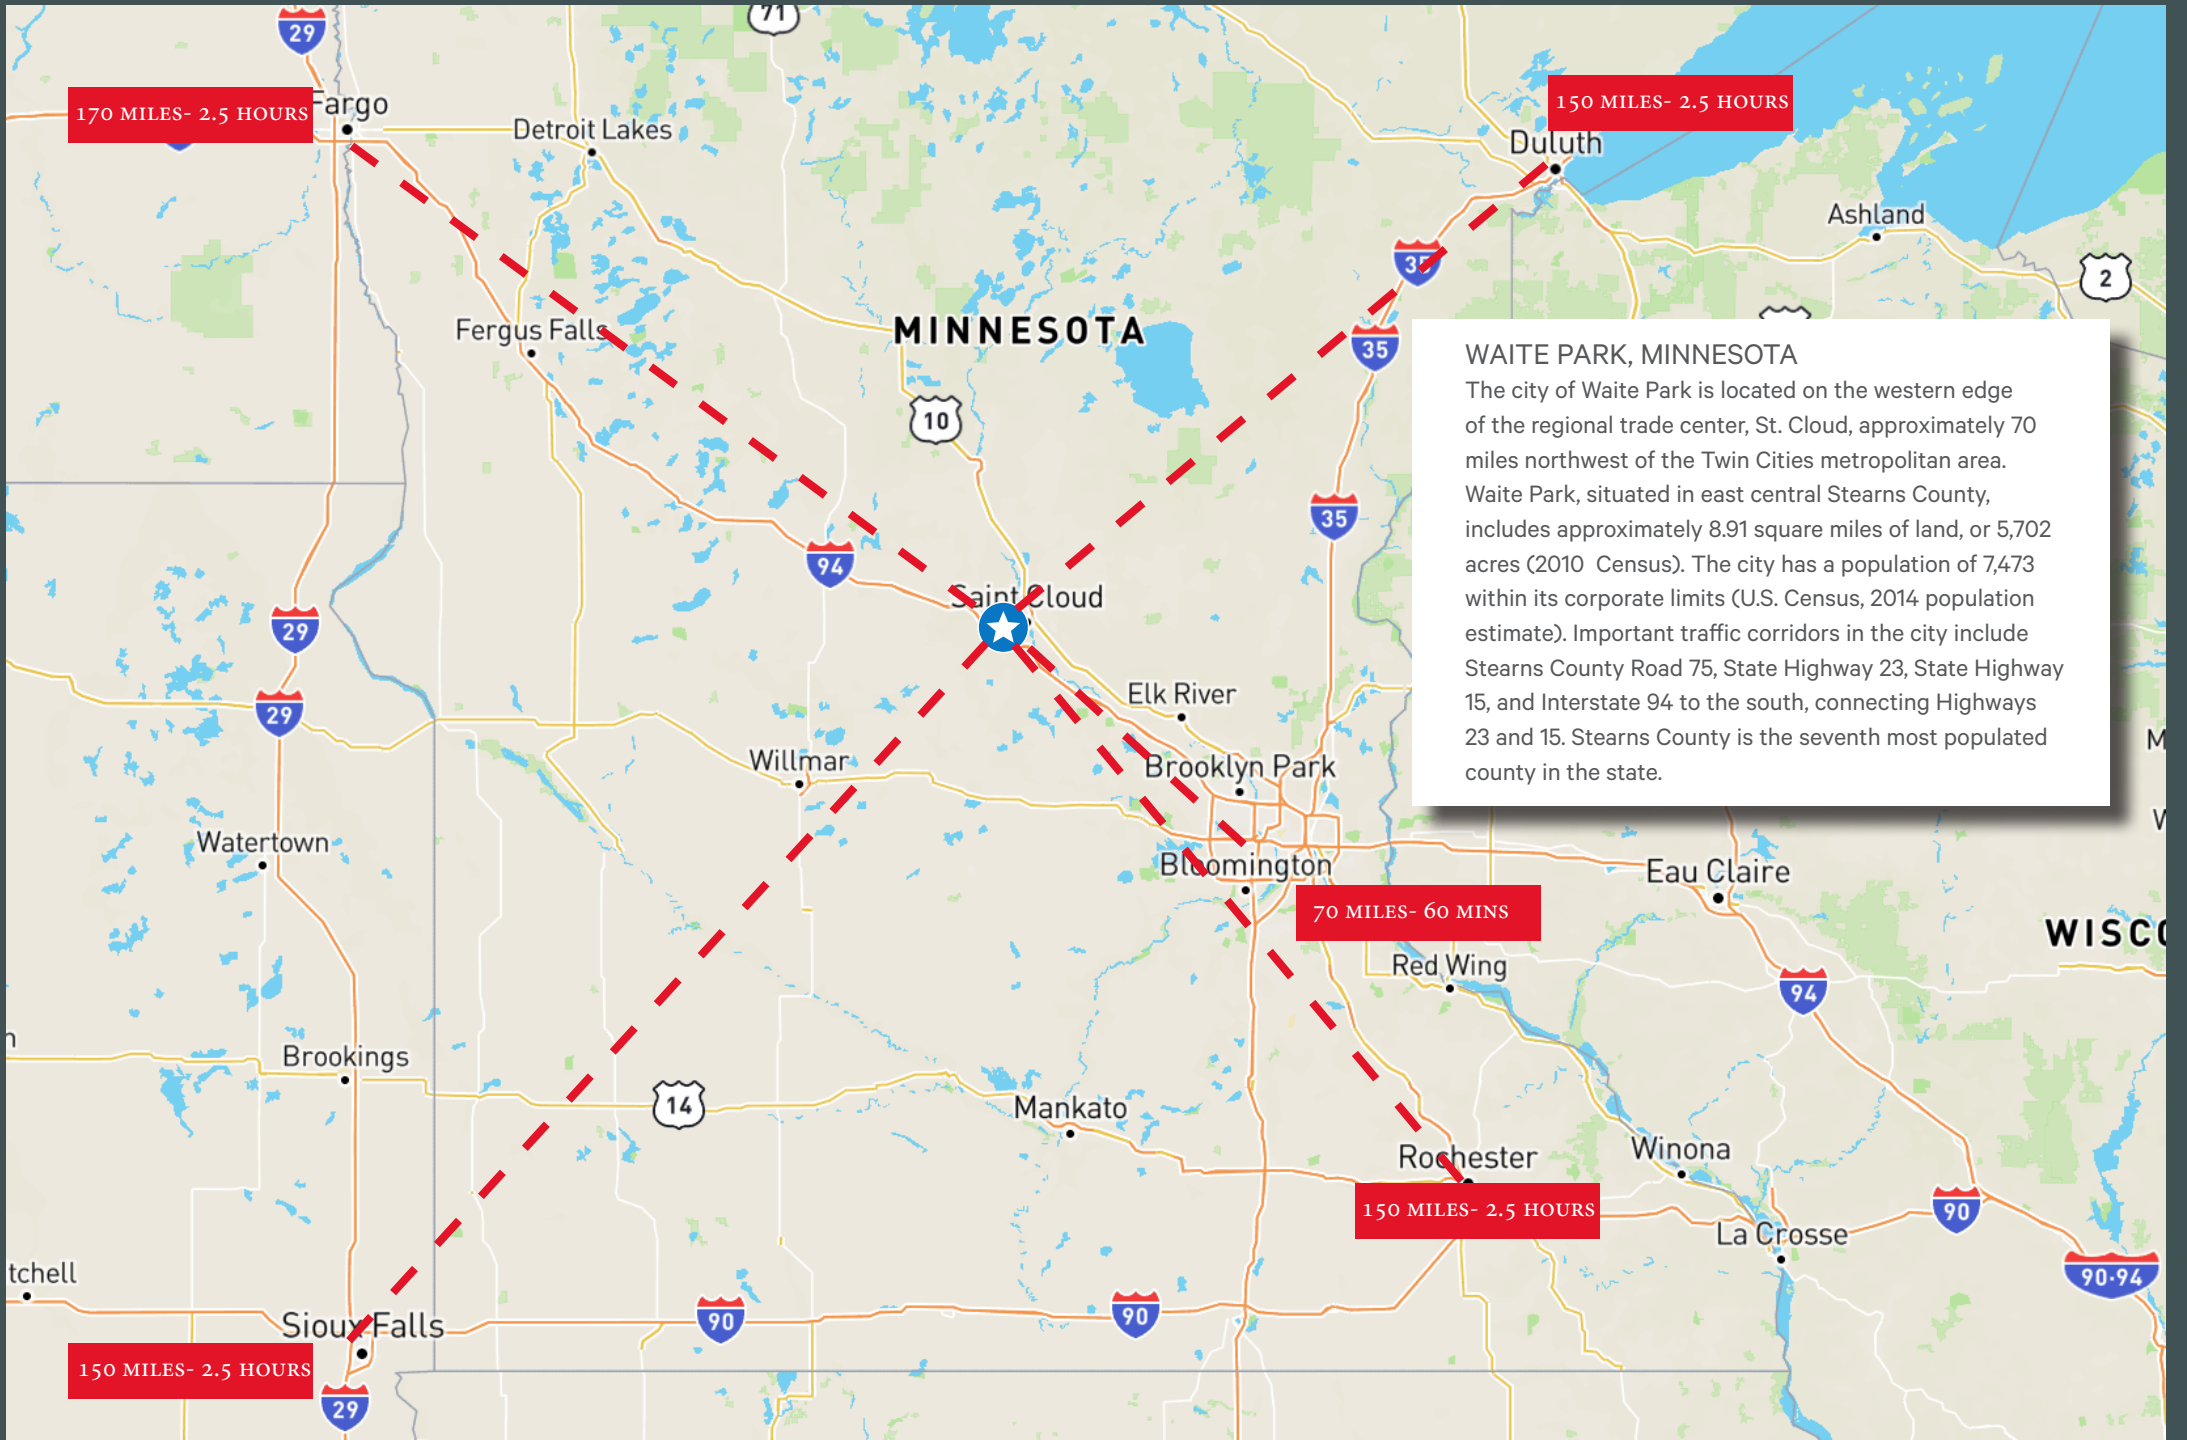 71
29
170 MILES- 2.5 HOURS
Fargo
Detroit Lakes
150 MILES- 2.5 HOURS
Duluth
Ashland
35
2
Fergus Falls
MINNESOTA
35
10
WAITE PARK, MINNESOTA
The city of Waite Park is located on the western edge
of the regional trade center, St. Cloud, approximately 70
miles northwest of the Twin Cities metropolitan area.
Waite Park, situated in east central Stearns County,
includes approximately 8.91 square miles of land, or 5,702
acres (2010 Census). The city has a population of 7,473
within its corporate limits (U.S. Census, 2014 population
estimate). Important traffic corridors in the city include
Stearns County Road 75, State Highway 23, State Highway
15, and Interstate 94 to the south, connecting Highways
23 and 15. Stearns County is the seventh most populated
county in the state.
35
94
Saint Cloud
29
29
Elk River
Willmar
Brooklyn Park
Watertown
Bloomington
Eau Claire
70 MILES- 60 MINS
WISCO
Red Wing
94
Brookings
14
Mankato
Rochester
Winona
150 MILES- 2.5 HOURS
90
La Crosse
tchell
90-94
Sioux Falls
90
90
150 MILES- 2.5 HOURS
29